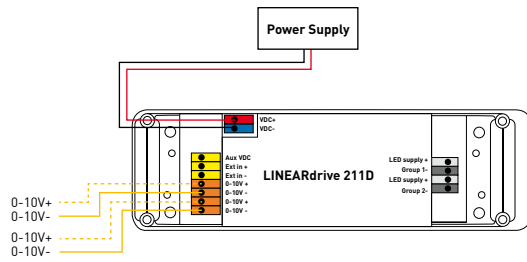 Power Supply
VDC+
VDC-
Aux VDC
Ext in +
Ext in -
0-10V +
0-10V -
0-10V +
0-10V -
LINEARdrive 211D
LED supply +
Group 1-
LED supply +
Group 2-
0-10V+
0-10V-
0-10V+
0-10V-